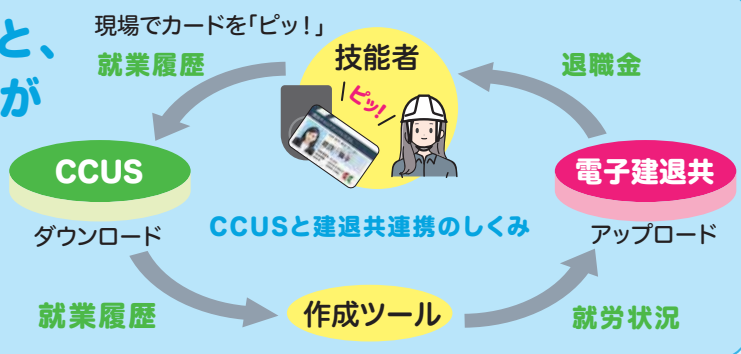 と、
が
現場でカードを「ピッ!」
就業履歴
技能者
ピッ!
退職金
CCUS
ダウンロード
CCUSと建退共連携のしくみ
電子建退共
アップロード
就業履歴
作成ツール
就労状況